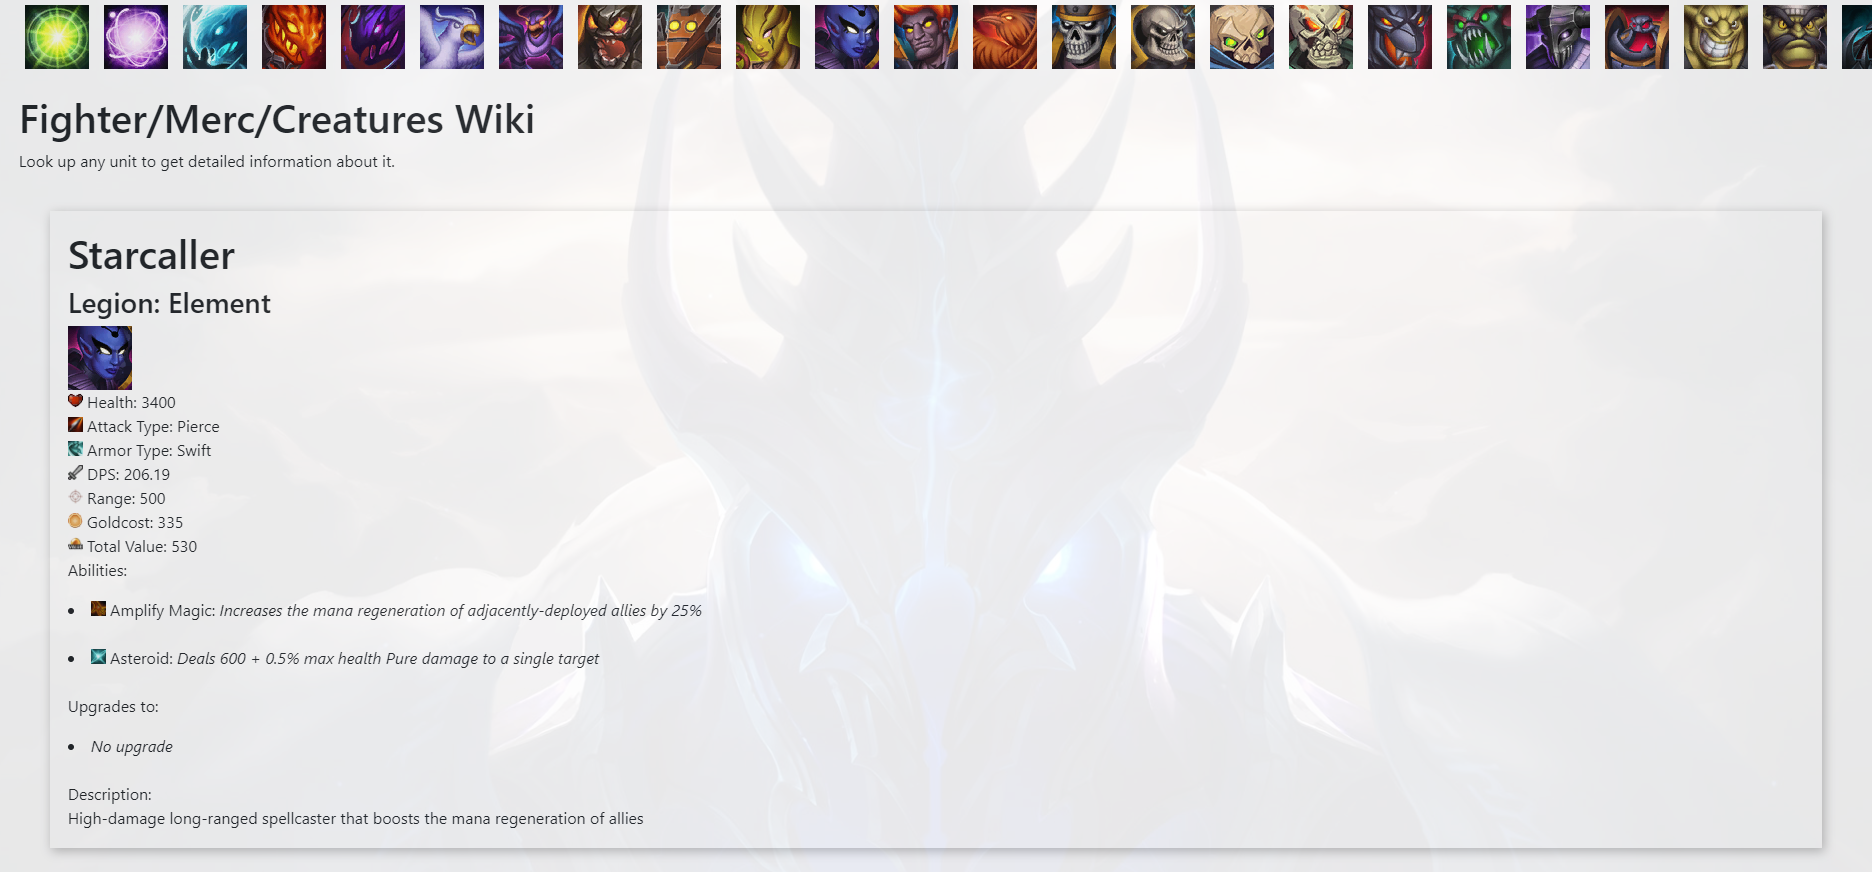 Fighter/Merc/Creatures Wiki
Look up any unit to get detailed information about it.
Starcaller
Legion: Element
Health: 3400
Attack Type: Pierce
Armor Type: Swift
DPS: 206.19
Range: 500
Goldcost: 335
Total Value: 530
Abilities:
Amplify Magic: Increases the mana regeneration of adjacently-deployed allies by 25%
Asteroid: Deals 600 + 0.5% max health Pure damage to a single target
Upgrades to:
No upgrade
Description:
High-damage long-ranged spellcaster that boosts the mana regeneration of allies